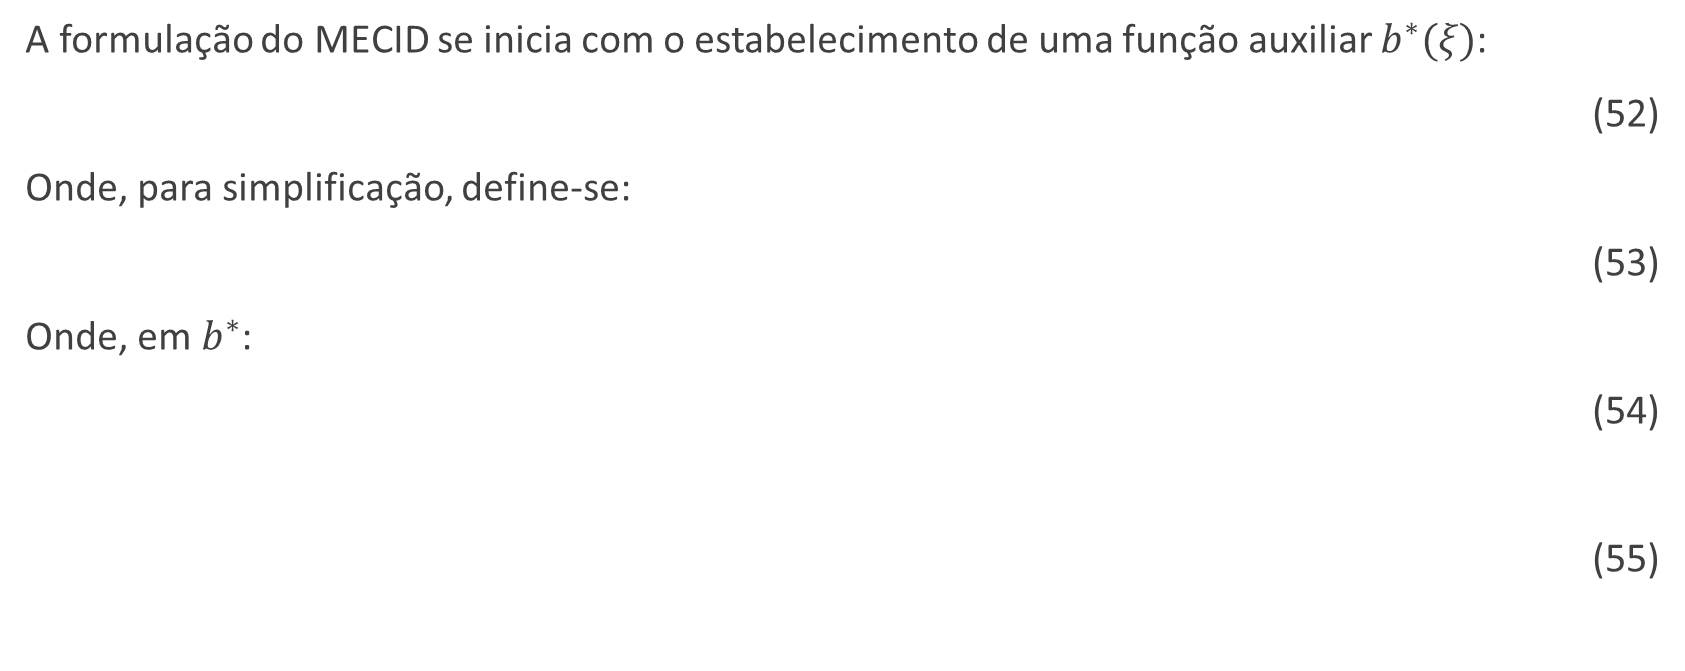 A formulação do MECID se inicia com o estabelecimento de uma função auxiliar b*(ξ):
(52)
Onde, para simplificação, define-se:
(53)
Onde, em b*:
(54)
(55)